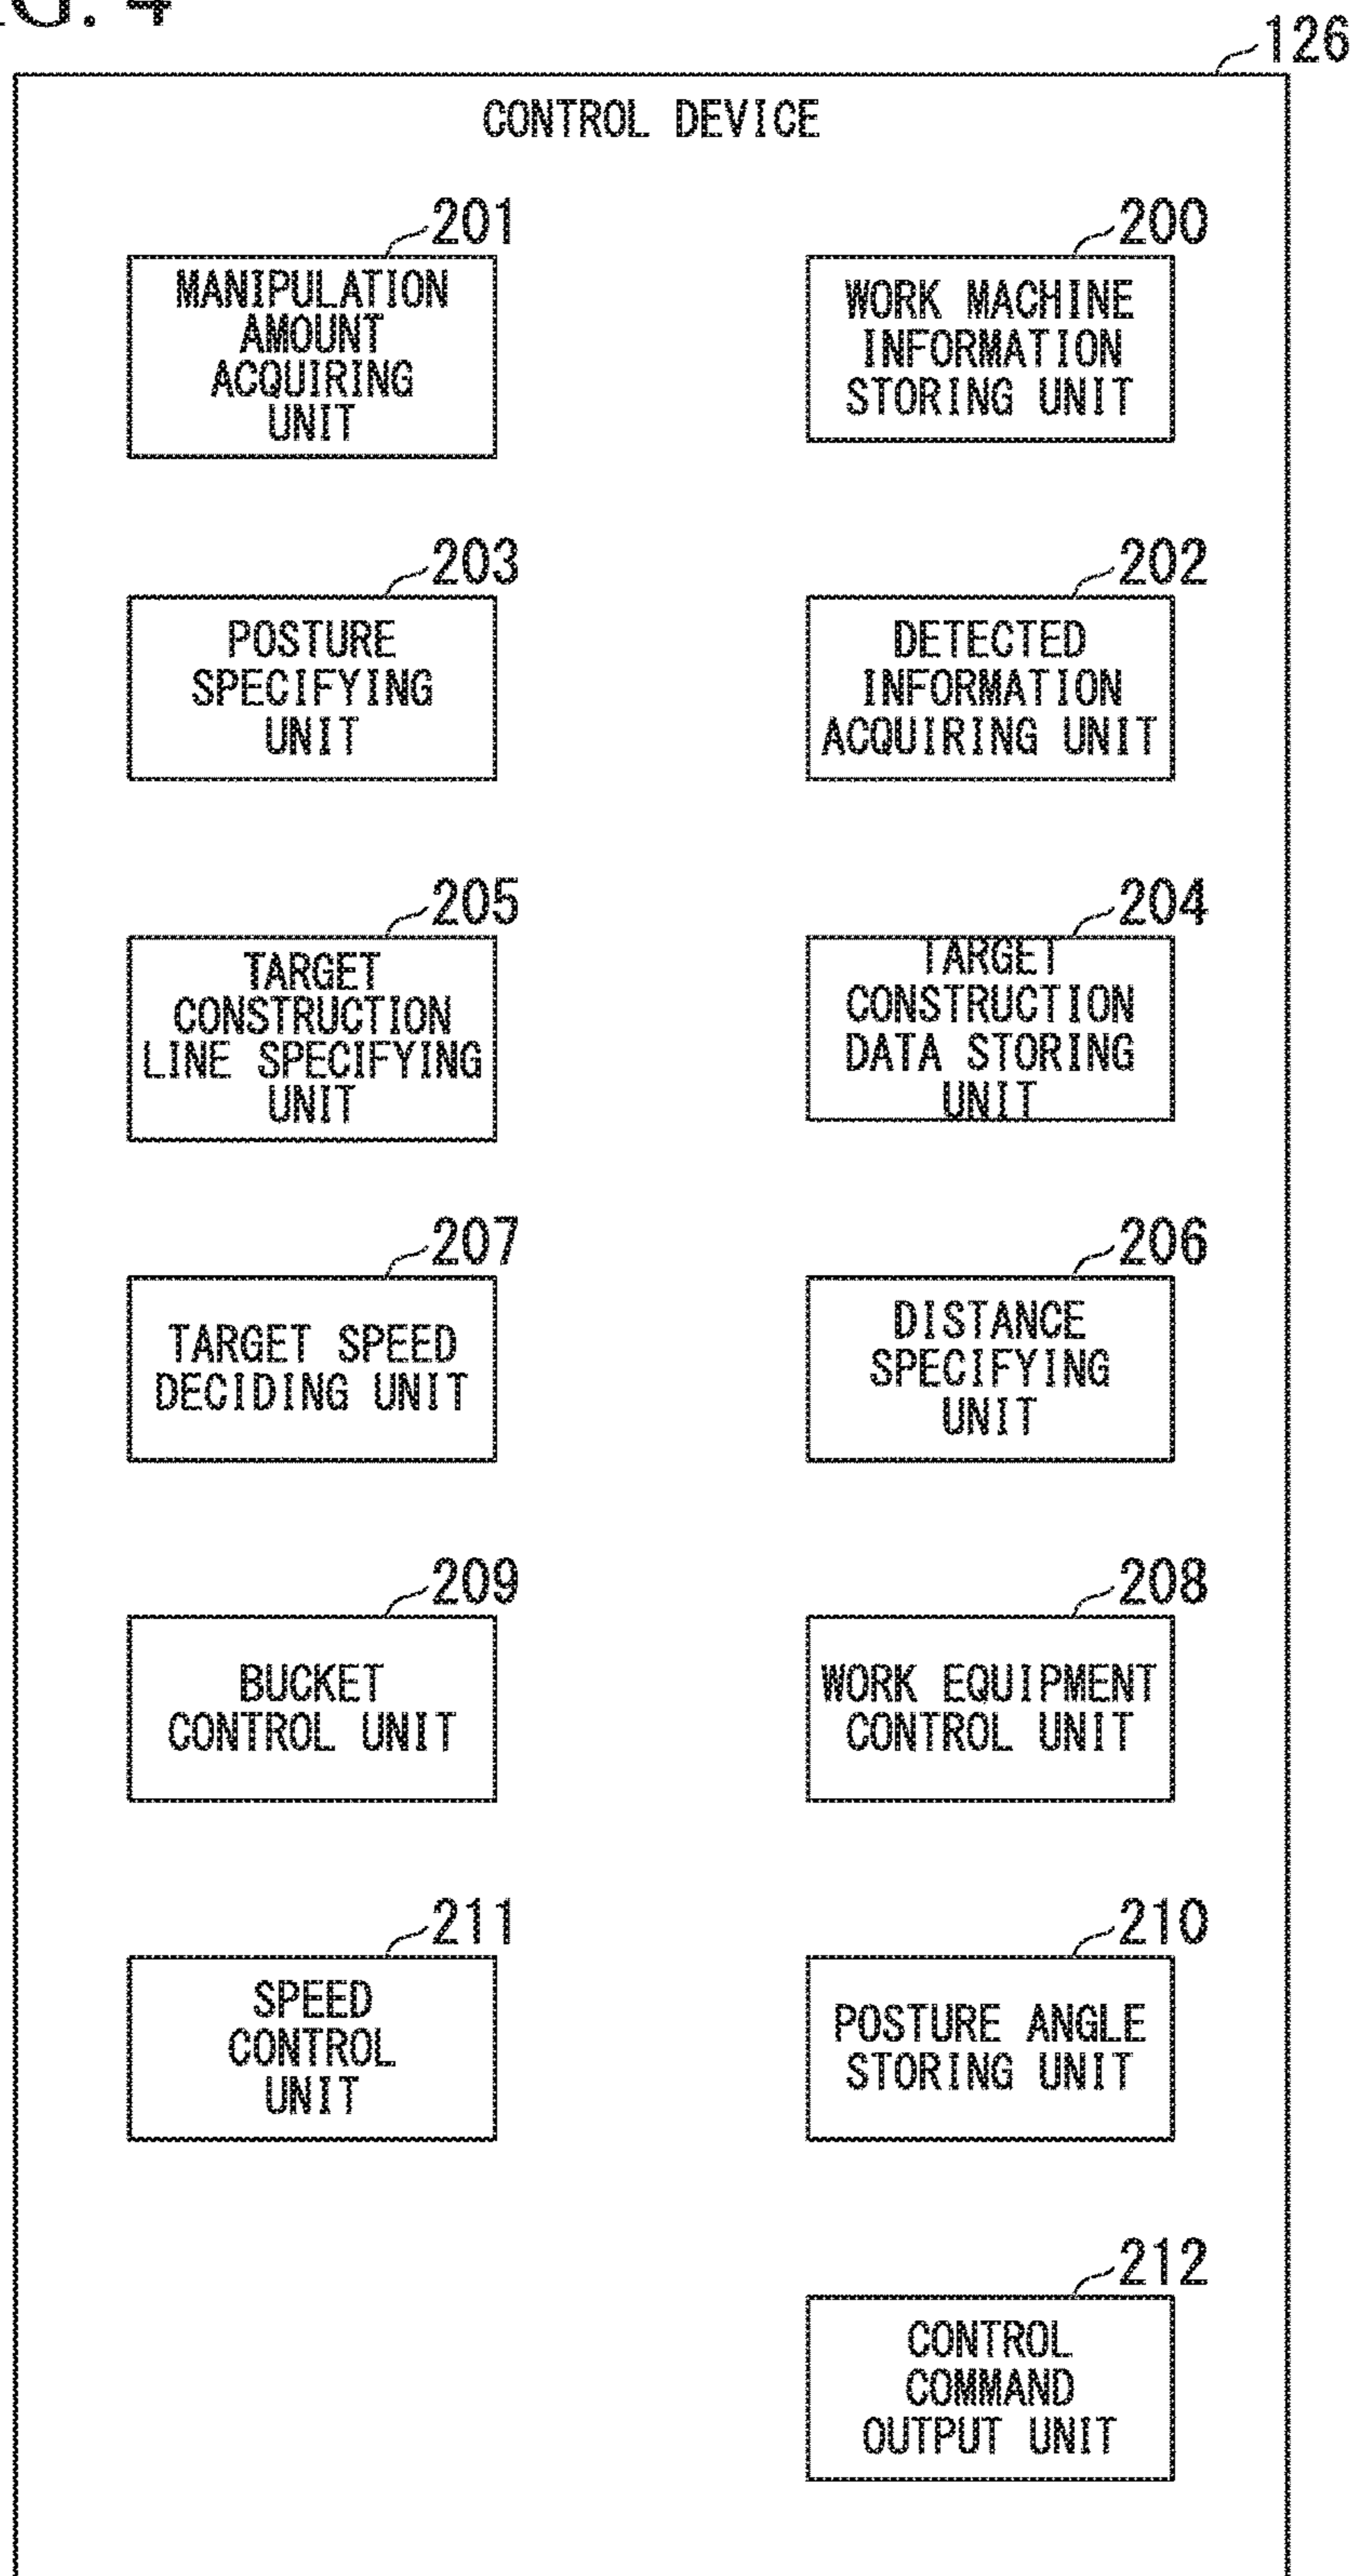 G. 4
126
CONTROL DEVICE
201
MANIPULATION
AMOUNT
ACQUIRING
UNIT
200
WORK MACHINE
INFORMATION
STORING UNIT
203
POSTURE
SPECIFYING
UNIT
202
DETECTED
INFORMATION
ACQUIRING UNIT
205
TARGET
CONSTRUCTION
LINE SPECIFYING
UNIT
204
TARGET
CONSTRUCTION
DATA STORING
UNIT
207
TARGET SPEED
DECIDING UNIT
206
DISTANCE
SPECIFYING
UNIT
209
BUCKET
CONTROL UNIT
208
WORK EQUIPMENT
CONTROL UNIT
211
SPEED
CONTROL
UNIT
210
POSTURE ANGLE
STORING UNIT
212
CONTROL
COMMAND
OUTPUT UNIT